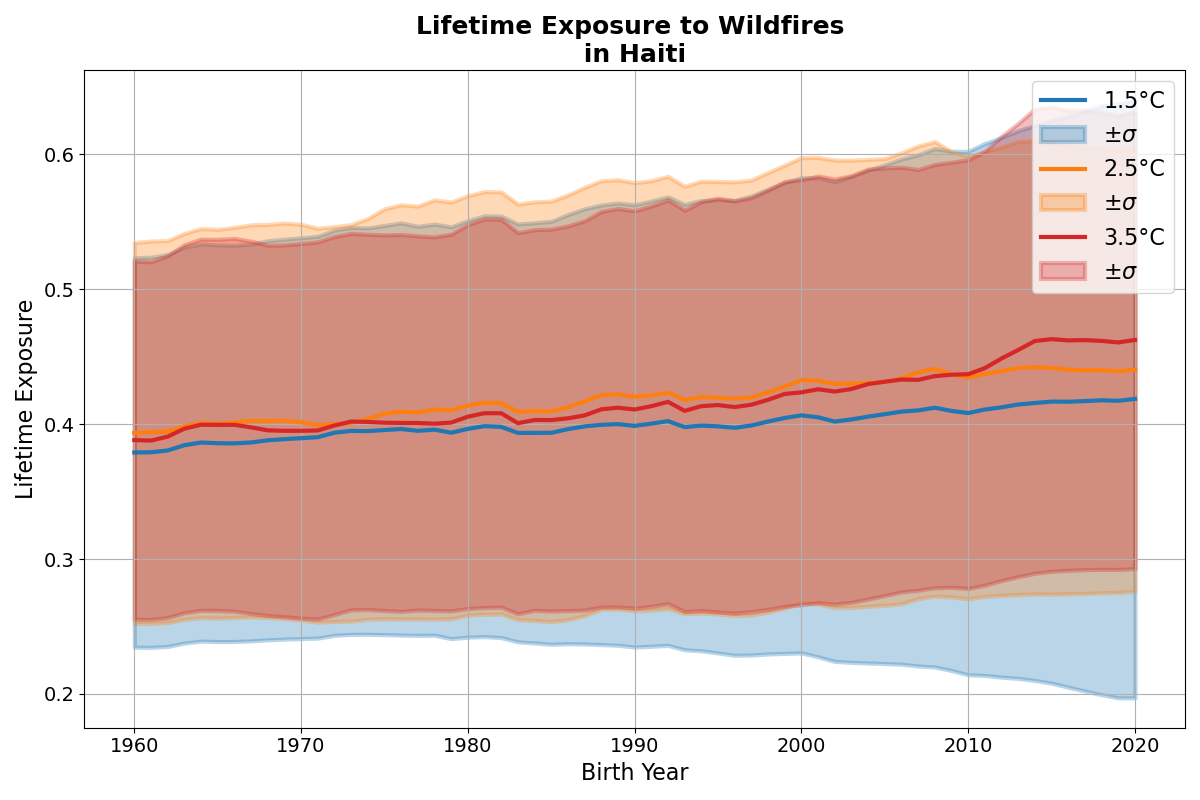 Lifetime Exposure to Wildfires
in Haiti
Lifetime Exposure
0.6
0.5
0.4
0.3
0.2
1.5°C
±σ
2.5°C
±σ
3.5°C
±σ
1960 1970 1980 1990 2000 2010 2020
Birth Year